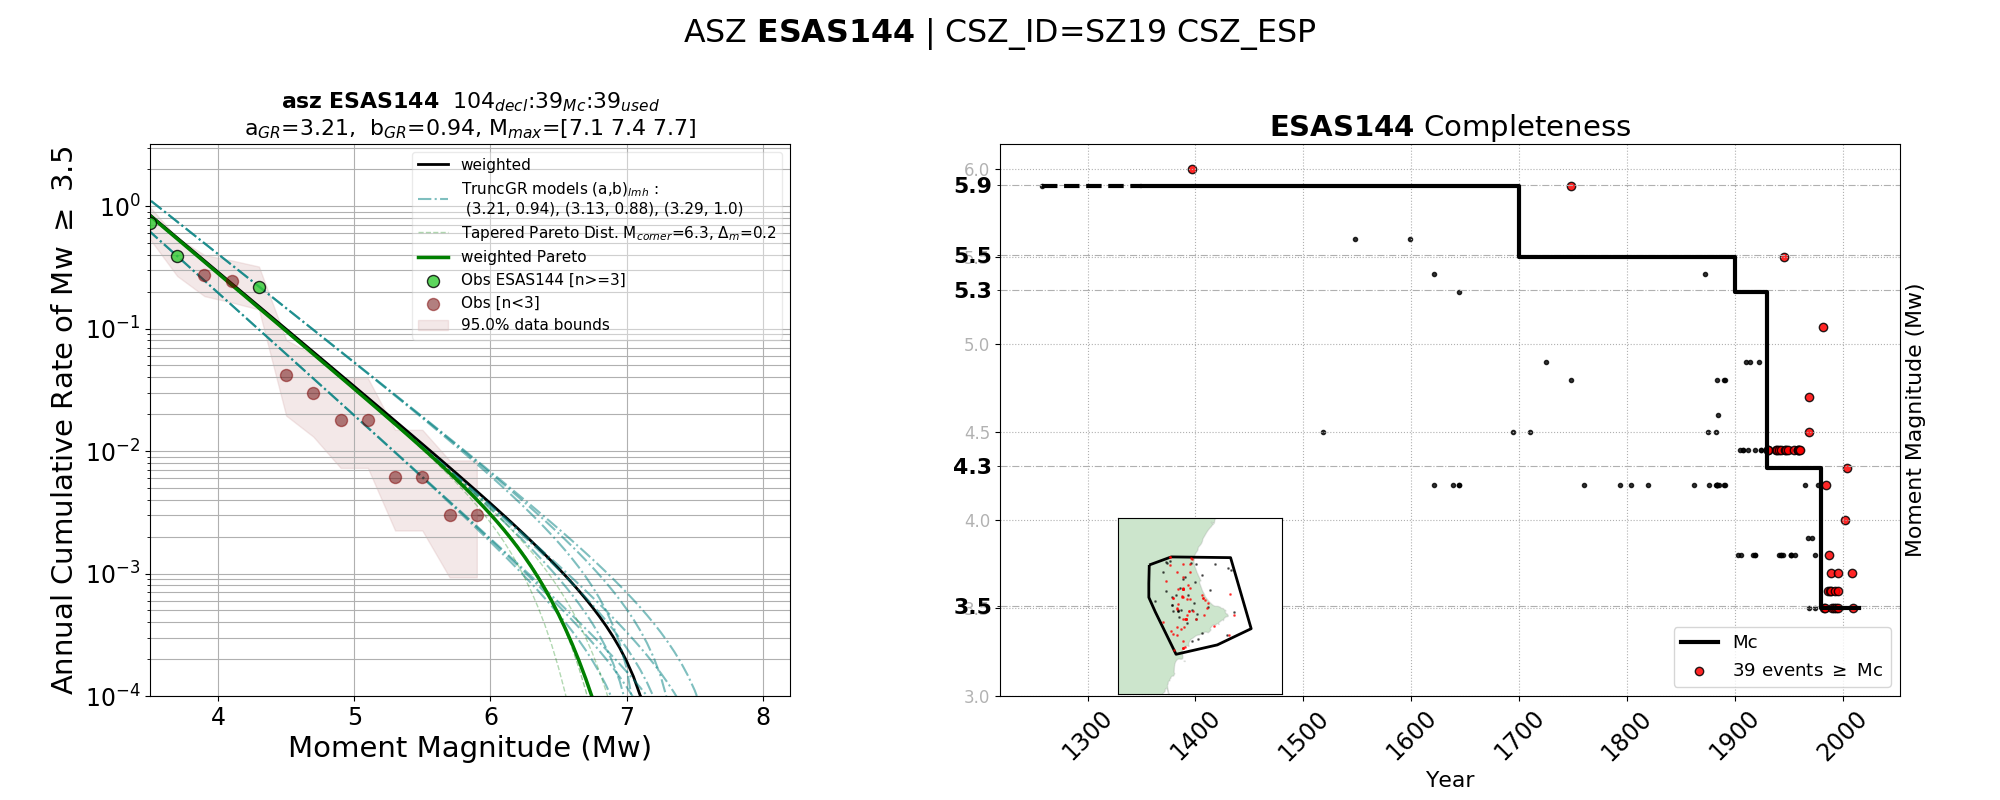 ASZ ESAS144 | CSZ_ID=SZ19 CSZ_ESP
asz ESAS144 104decl:39Mc:39used
aGR=3.21, bGR=0.94, Mmax=[7.1 7.4 7.7]
Annual Cumulative Rate of Mw ≥ 3.5
10^0
10^-1
10^-2
10^-3
10^-4
weighted
TruncGR models (a,b)lmh :
(3.21, 0.94), (3.13, 0.88), (3.29, 1.0)
Tapered Pareto Dist. Mcorner=6.3, Δm=0.2
weighted Pareto
Obs ESAS144 [n>=3]
Obs [n<3]
95.0% data bounds
4 5 6 7 8
Moment Magnitude (Mw)
ESAS144 Completeness
6.0
5.9
5.5
5.3
5.0
4.5
4.3
4.0
3.5
3.0
Moment Magnitude (Mw)
Mc
39 events ≥ Mc
1300 1400 1500 1600 1700 1800 1900 2000
Year